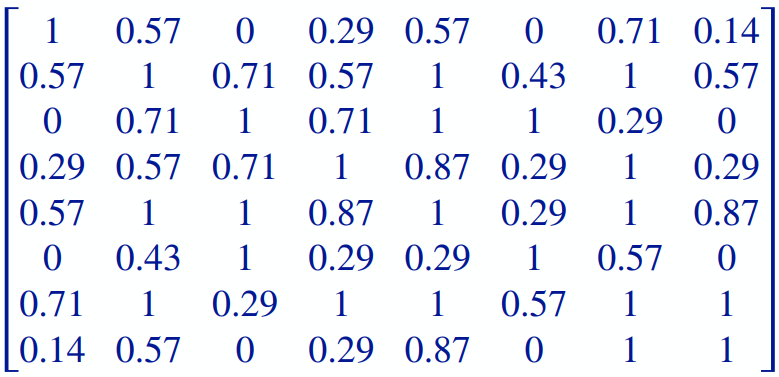 1 0.57 0 0.29 0.57 0 0.71 0.14
0.57 1 0.71 0.57 1 0.43 1 0.57
0 0.71 1 0.71 1 1 0.29 0
0.29 0.57 0.71 1 0.87 0.29 1 0.29
0.57 1 1 0.87 1 0.29 1 0.87
0 0.43 1 0.29 0.29 1 0.57 0
0.71 1 0.29 1 1 0.57 1 1
0.14 0.57 0 0.29 0.87 0 1 1